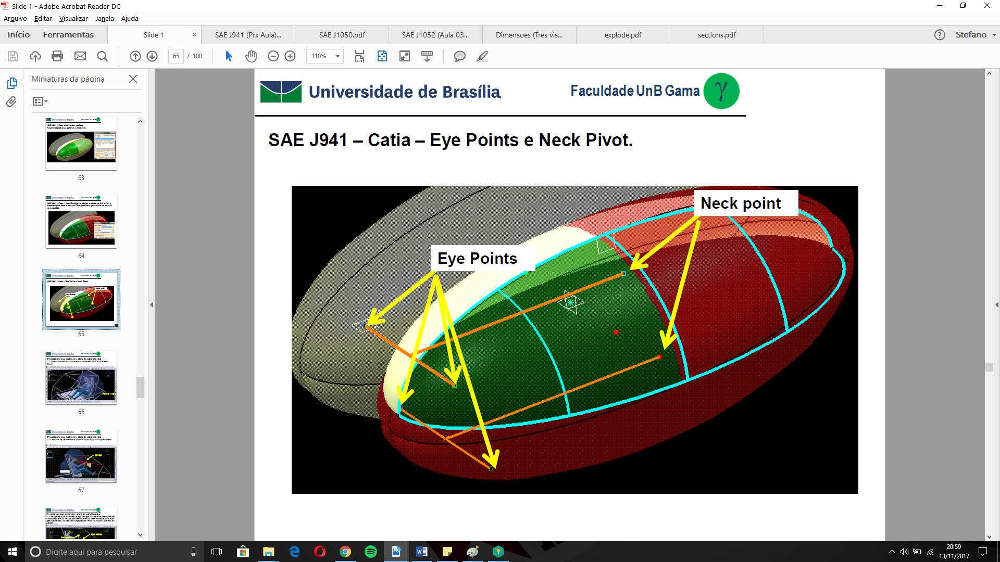 Slide 1 - Adobe Acrobat Reader DC
Arquivo Editar Visualizar Janela Ajuda
Início Ferramentas Slide 1 SAE J941 (Prx Aula)... SAE J1050.pdf SAE J1052 (Aula 03... Dimensoes (Tres vis... explode.pdf sections.pdf Stefano
65 / 100 110%
Miniaturas da página
63
64
65
66
67
Universidade de Brasília
Faculdade UnB Gama
SAE J941 – Catia – Eye Points e Neck Pivot.
Neck point
Eye Points
Digite aqui para pesquisar
20:59
13/11/2017